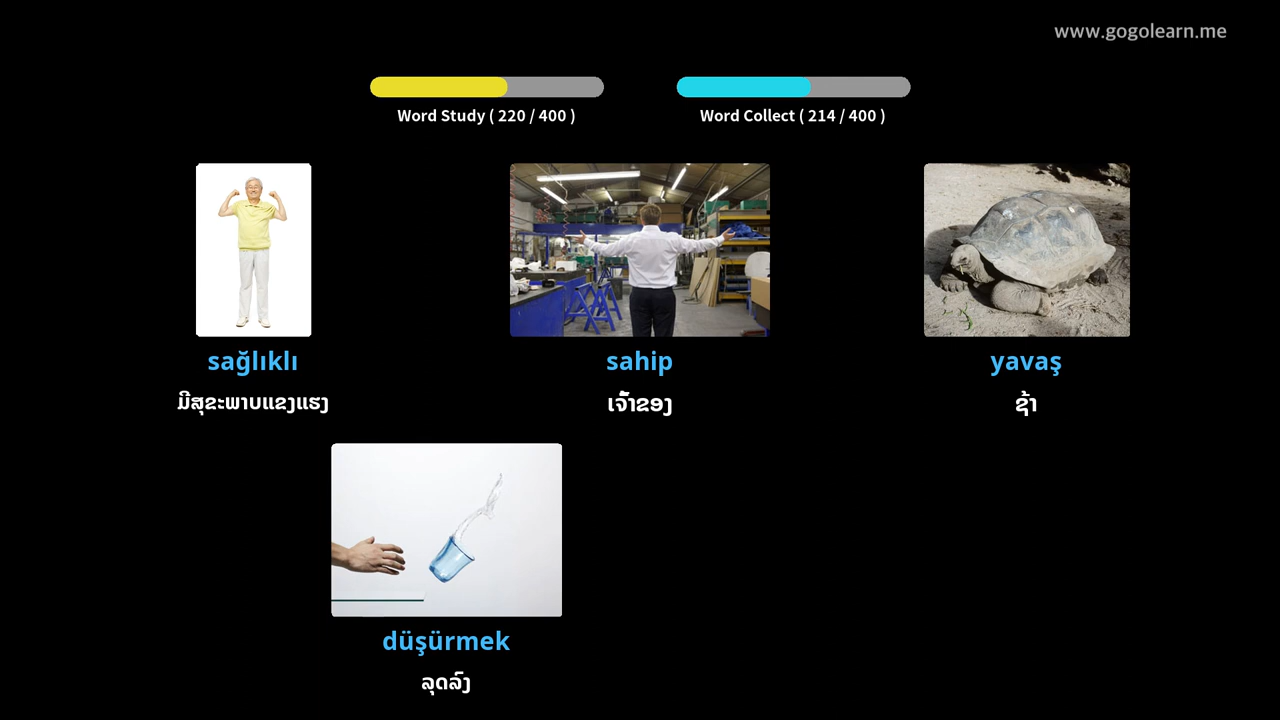 www.gogolearn.me
Word Study ( 220 / 400 )
Word Collect ( 214 / 400 )
sağlıklı
sahip
yavaş
ມີສຸຂະພາບແຂງແຮງ
ເຈົ້າຂອງ
ຊ້າ
düşürmek
ລຸດລົງ